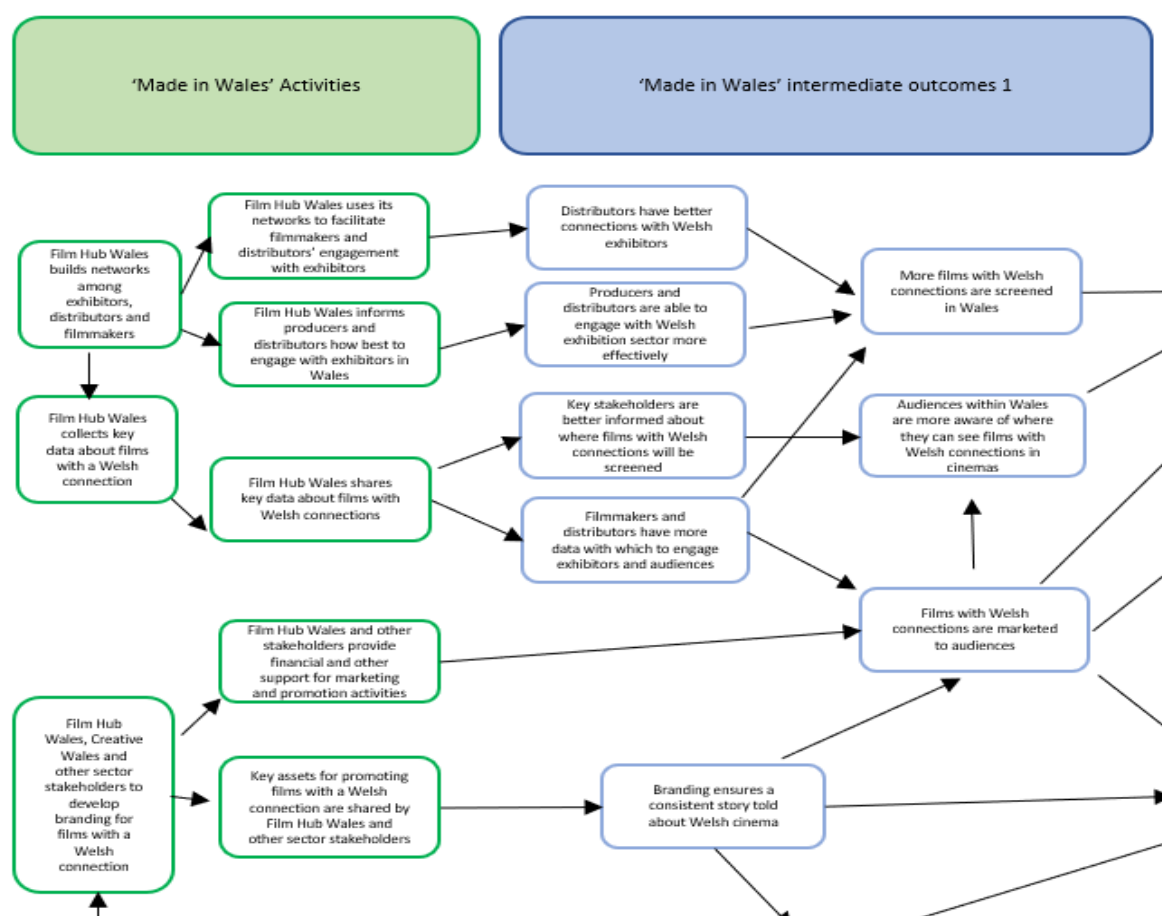 ‘Made in Wales’ Activities
‘Made in Wales’ intermediate outcomes 1
Film Hub Wales
builds networks
among
exhibitors,
distributors and
filmmakers
Film Hub Wales uses its
networks to facilitate
filmmakers and
distributors’ engagement
with exhibitors
Distributors have better
connections with Welsh
exhibitors
More films with Welsh
connections are screened
in Wales
Film Hub Wales informs
producers and
distributors how best to
engage with exhibitors in
Wales
Producers and
distributors are able to
engage with Welsh
exhibition sector more
effectively
Film Hub Wales
collects key
data about films
with a Welsh
connection
Film Hub Wales shares
key data about films with
Welsh connections
Key stakeholders are
better informed about
where films with Welsh
connections will be
screened
Audiences within Wales
are more aware of where
they can see films with
Welsh connections in
cinemas
Filmmakers and
distributors have more
data with which to engage
exhibitors and audiences
Film Hub Wales and other
stakeholders provide
financial and other
support for marketing
and promotion activities
Films with Welsh
connections are marketed
to audiences
Film Hub
Wales, Creative
Wales and
other sector
stakeholders to
develop
branding for
films with a
Welsh
connection
Key assets for promoting
films with a Welsh
connection are shared by
Film Hub Wales and
other sector stakeholders
Branding ensures a
consistent story told
about Welsh cinema